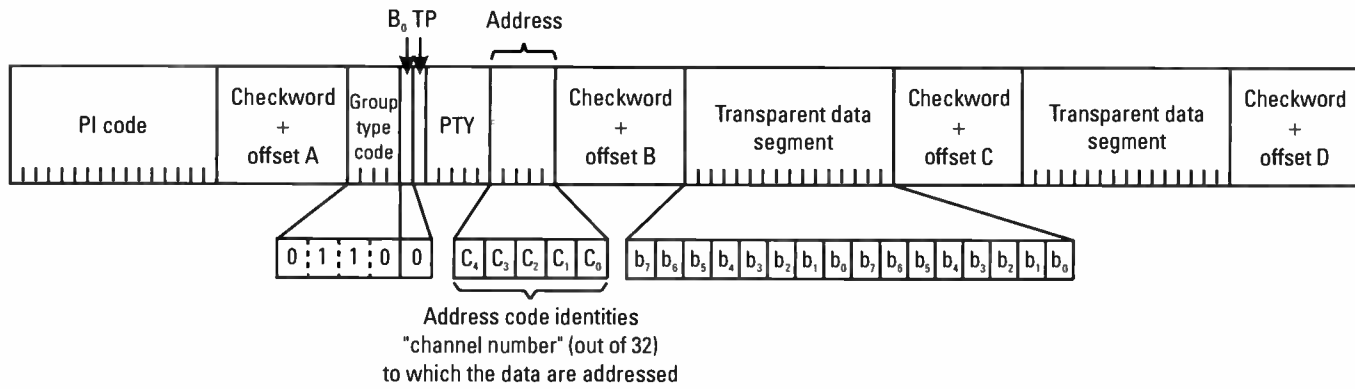 B₀ TP Address
PI code
Checkword + offset A
Group type code
PTY
Checkword + offset B
Transparent data segment
Checkword + offset C
Transparent data segment
Checkword + offset D
0 1 1 0 0
C₄ C₃ C₂ C₁ C₀
b₇ b₆ b₅ b₄ b₃ b₂ b₁ b₀ b₇ b₆ b₅ b₄ b₃ b₂ b₁ b₀
Address code identities
"channel number" (out of 32)
to which the data are addressed